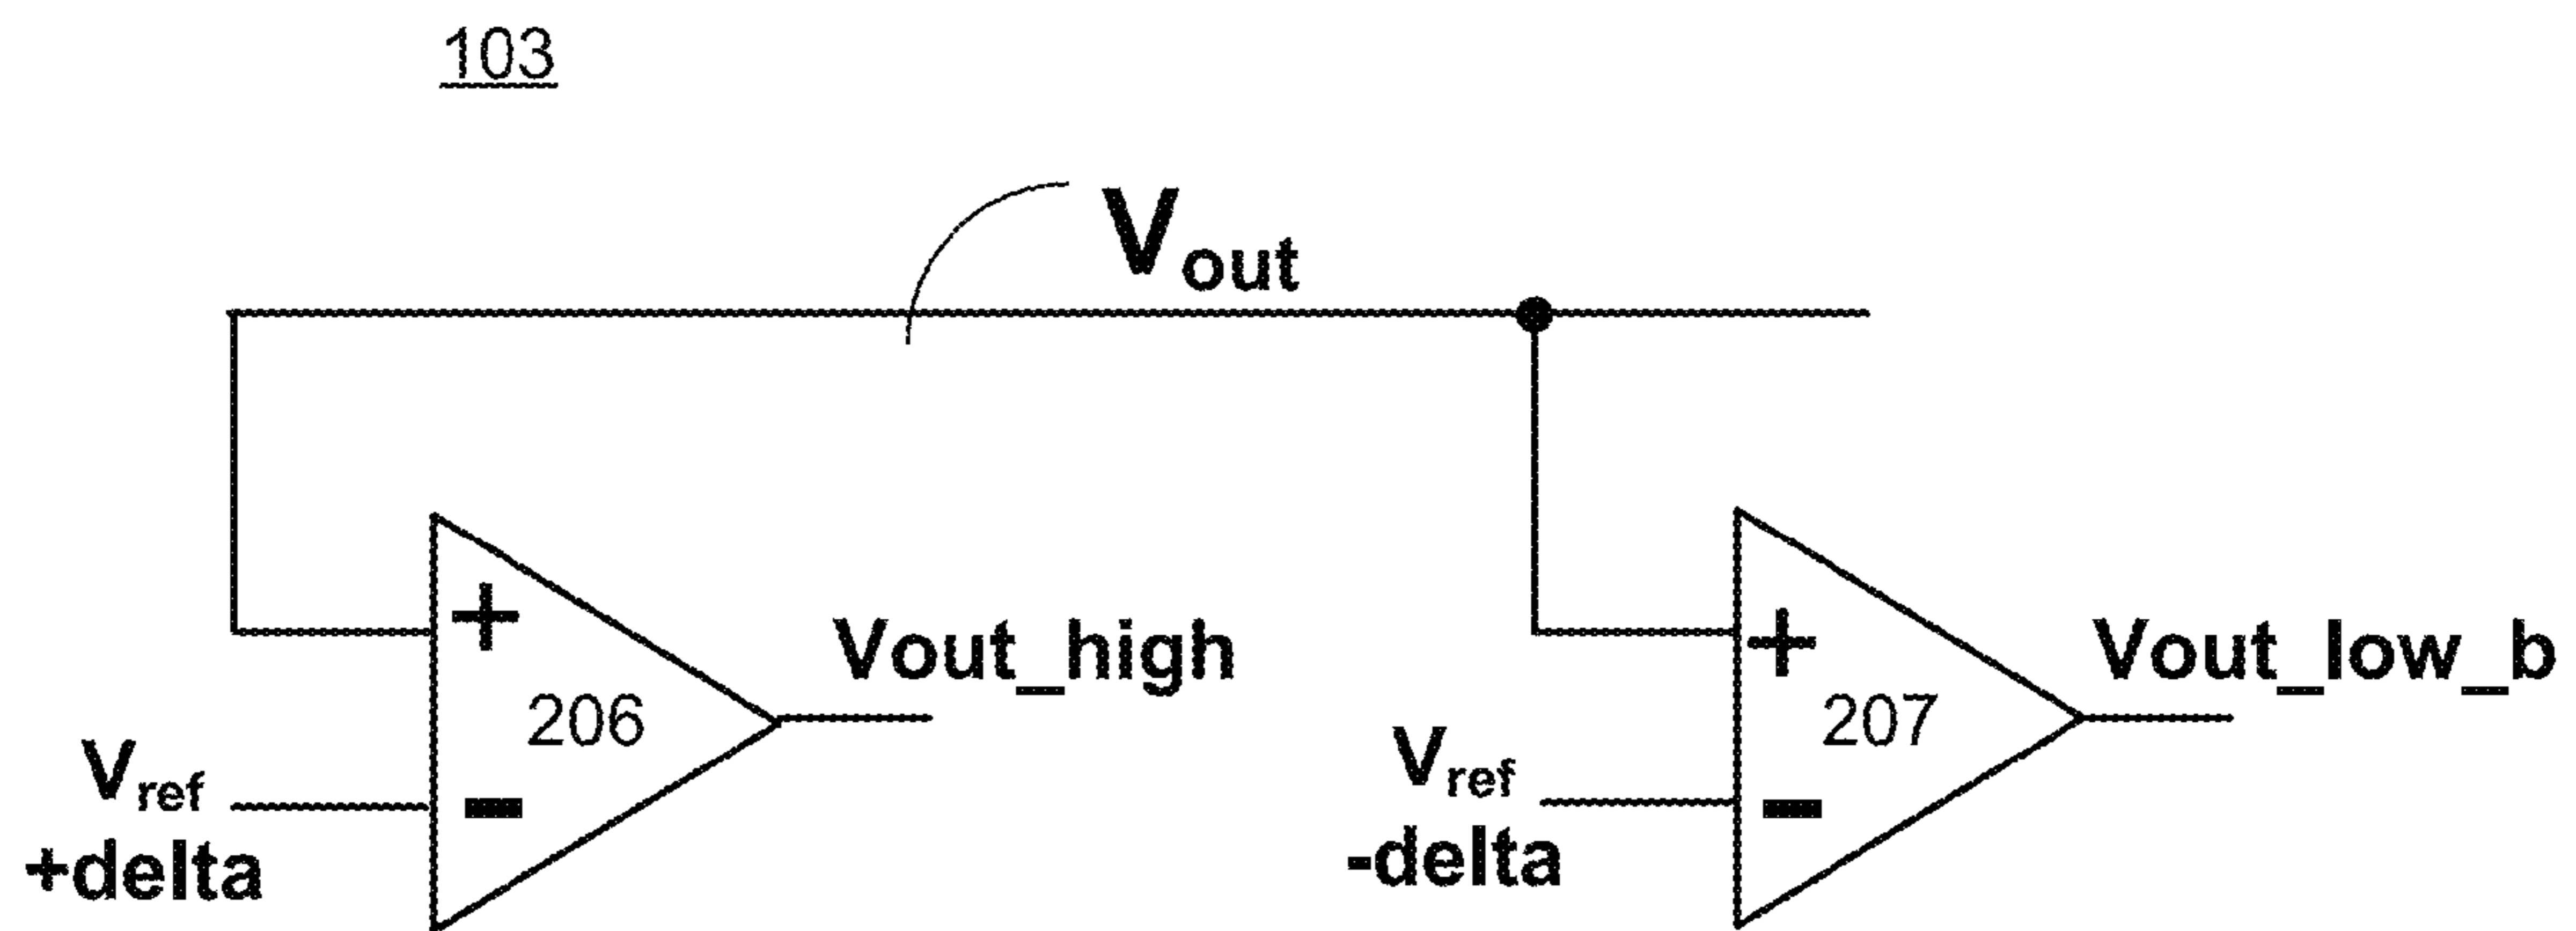 103
Vout
+
206
-
Vref
+delta
Vout_high
+
207
-
Vref
-delta
Vout_low_b